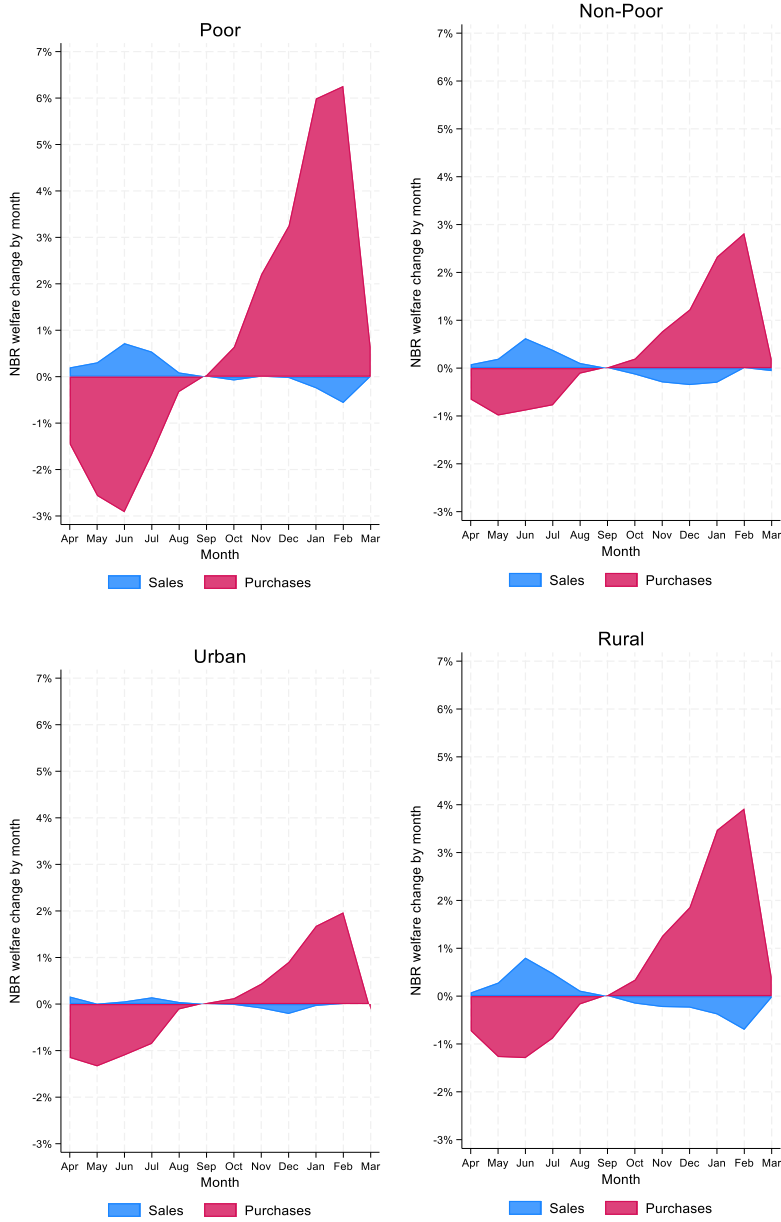 Poor
NBR welfare change by month
7%
6%
5%
4%
3%
2%
1%
0%
-1%
-2%
-3%
Apr May Jun Jul Aug Sep Oct Nov Dec Jan Feb Mar
Month
Sales Purchases
Non-Poor
NBR welfare change by month
7%
6%
5%
4%
3%
2%
1%
0%
-1%
-2%
-3%
Apr May Jun Jul Aug Sep Oct Nov Dec Jan Feb Mar
Month
Sales Purchases
Urban
NBR welfare change by month
7%
6%
5%
4%
3%
2%
1%
0%
-1%
-2%
-3%
Apr May Jun Jul Aug Sep Oct Nov Dec Jan Feb Mar
Month
Sales Purchases
Rural
NBR welfare change by month
7%
6%
5%
4%
3%
2%
1%
0%
-1%
-2%
-3%
Apr May Jun Jul Aug Sep Oct Nov Dec Jan Feb Mar
Month
Sales Purchases